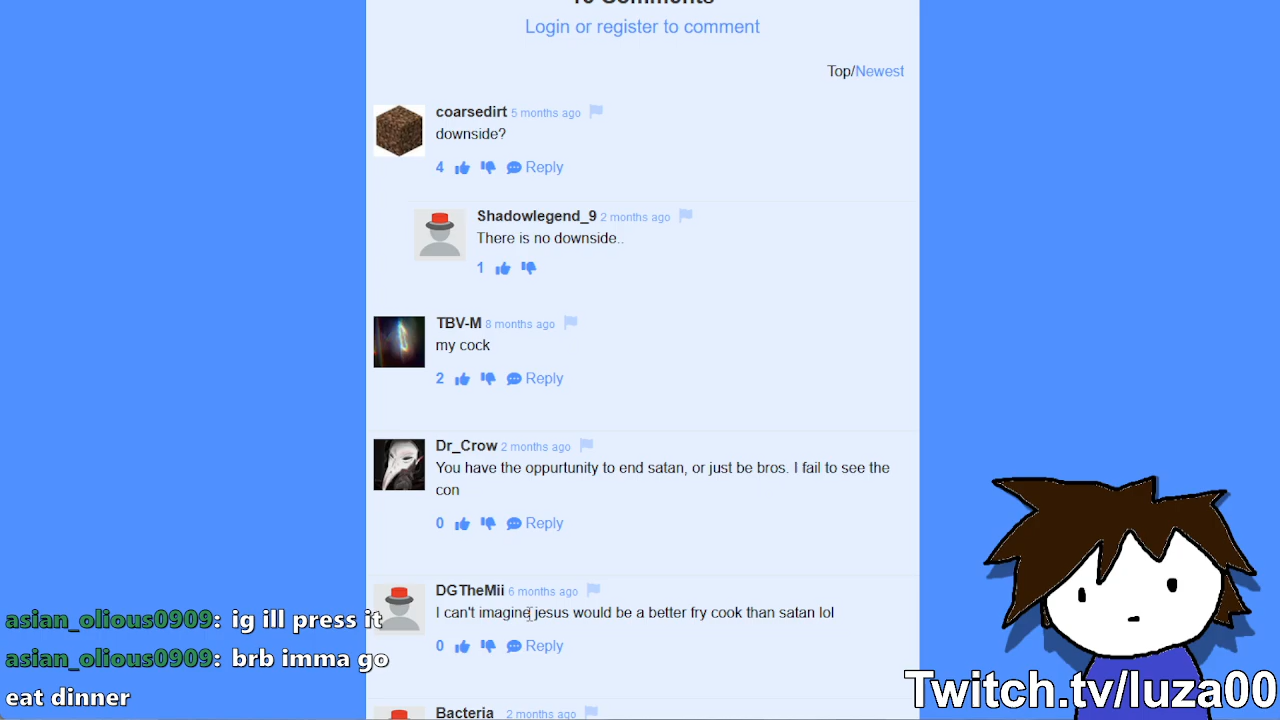 10 Comments
Login or register to comment
Top/Newest
coarsedirt 5 months ago
downside?
4 Reply
Shadowlegend_9 2 months ago
There is no downside..
1
TBV-M 8 months ago
my cock
2 Reply
Dr_Crow 2 months ago
You have the oppurtunity to end satan, or just be bros. I fail to see the
con
0 Reply
DGTheMii 6 months ago
I can't imagine jesus would be a better fry cook than satan lol
0 Reply
Bacteria 2 months ago
asian_olious0909: ig ill press it
asian_olious0909: brb imma go
eat dinner
Twitch.tv/luza00